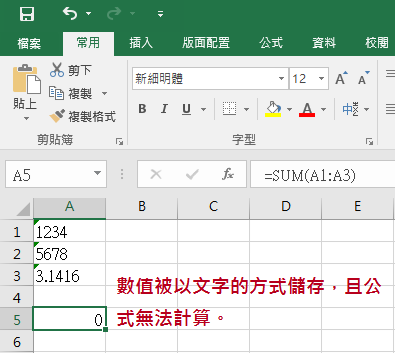 檔案 常用 插入 版面配置 公式 資料 校閱
剪下
複製
複製格式
貼上
剪貼簿
新細明體 12 A A
B I U A 中
字型
A5 fx =SUM(A1:A3)
A B C D E
1 1234
2 5678
3 3.1416
4
5 0
6
數值被以文字的方式儲存，且公
式無法計算。